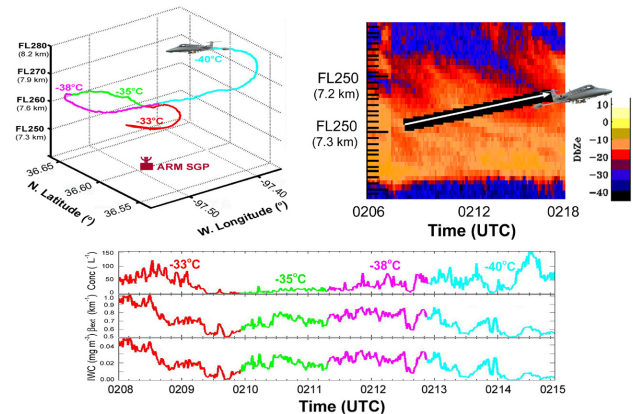 FL280
(8.2 km)
FL270
(7.9 km)
FL260
(7.6 km)
FL250
(7.3 km)
-40°C
-38°C
-35°C
-33°C
ARM SGP
36.65
36.60
36.55
N. Latitude (°)
-97.50
-97.40
W. Longitude (°)
FL250
(7.2 km)
FL250
(7.3 km)
0206
0212
0218
Time (UTC)
10
0
-10
-20
-30
-40
DbZe
-33°C
-35°C
-38°C
-40°C
Conc ( L⁻¹)
150
100
50
0
βext (km⁻¹)
1.0
0.9
0.8
0.7
0.6
0.5
IWC (mg m⁻³)
0.04
0.02
0
0208
0209
0210
0211
0212
0213
0214
0215
Time (UTC)